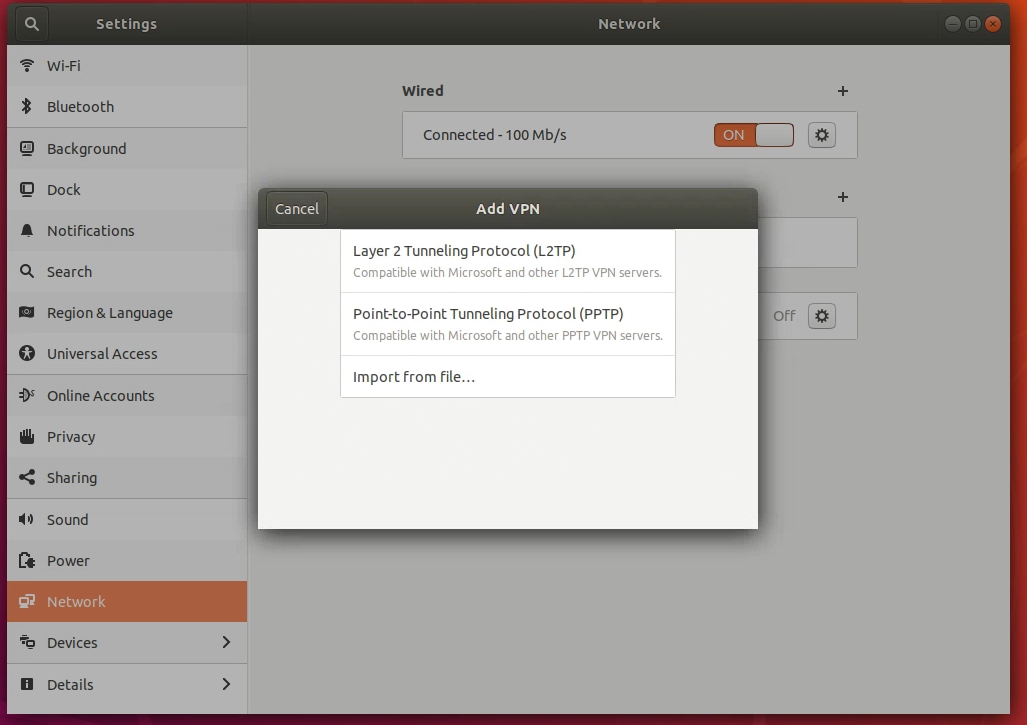 Settings
Network
Wi-Fi
Bluetooth
Background
Dock
Notifications
Search
Region & Language
Universal Access
Online Accounts
Privacy
Sharing
Sound
Power
Network
Devices
Details
Wired
Connected - 100 Mb/s
ON
Off
Cancel
Add VPN
Layer 2 Tunneling Protocol (L2TP)
Compatible with Microsoft and other L2TP VPN servers.
Point-to-Point Tunneling Protocol (PPTP)
Compatible with Microsoft and other PPTP VPN servers.
Import from file…